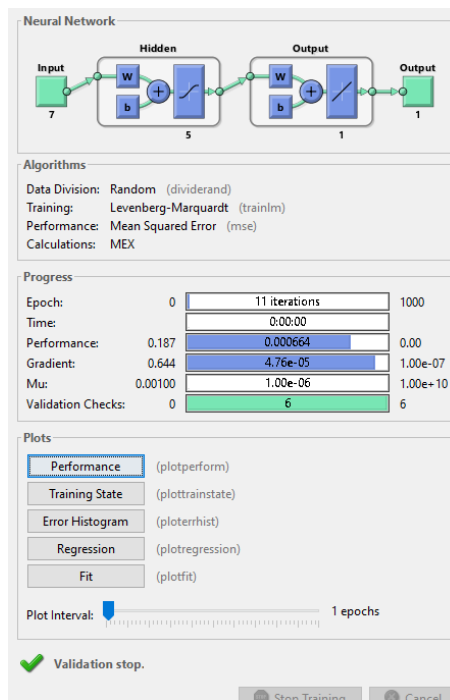 Neural Network
Hidden Output
Input Output
W W
b b
7 5 1 1
Algorithms
Data Division: Random (dividerand)
Training: Levenberg-Marquardt (trainlm)
Performance: Mean Squared Error (mse)
Calculations: MEX
Progress
Epoch: 0 11 iterations 1000
Time: 0:00:00
Performance: 0.187 0.000664 0.00
Gradient: 0.644 4.76e-05 1.00e-07
Mu: 0.00100 1.00e-06 1.00e+10
Validation Checks: 0 6 6
Plots
Performance (plotperform)
Training State (plottrainstate)
Error Histogram (ploterrhist)
Regression (plotregression)
Fit (plotfit)
Plot Interval: 1 epochs
Validation stop.
Stop Training Cancel